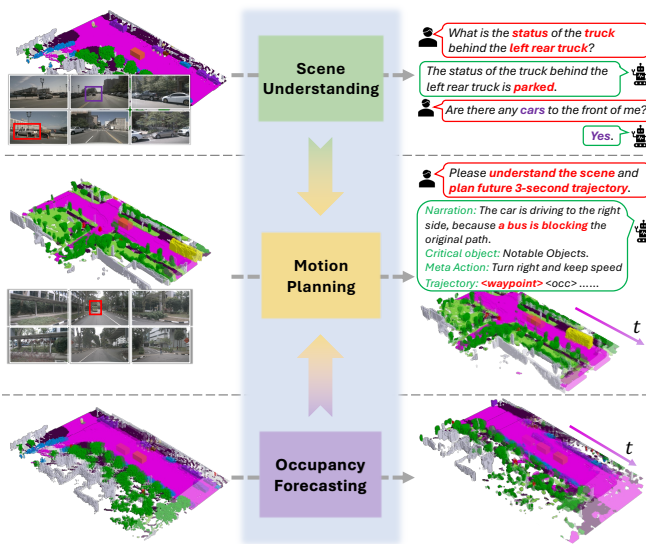 Scene
Understanding
What is the status of the truck
behind the left rear truck?
The status of the truck behind the
left rear truck is parked.
Are there any cars to the front of me?
Yes.
Motion
Planning
Please understand the scene and
plan future 3-second trajectory.
Narration: The car is driving to the right
side, because a bus is blocking the
original path.
Critical object: Notable Objects.
Meta Action: Turn right and keep speed
Trajectory: <waypoint> <occ> ......
t
Occupancy
Forecasting
t